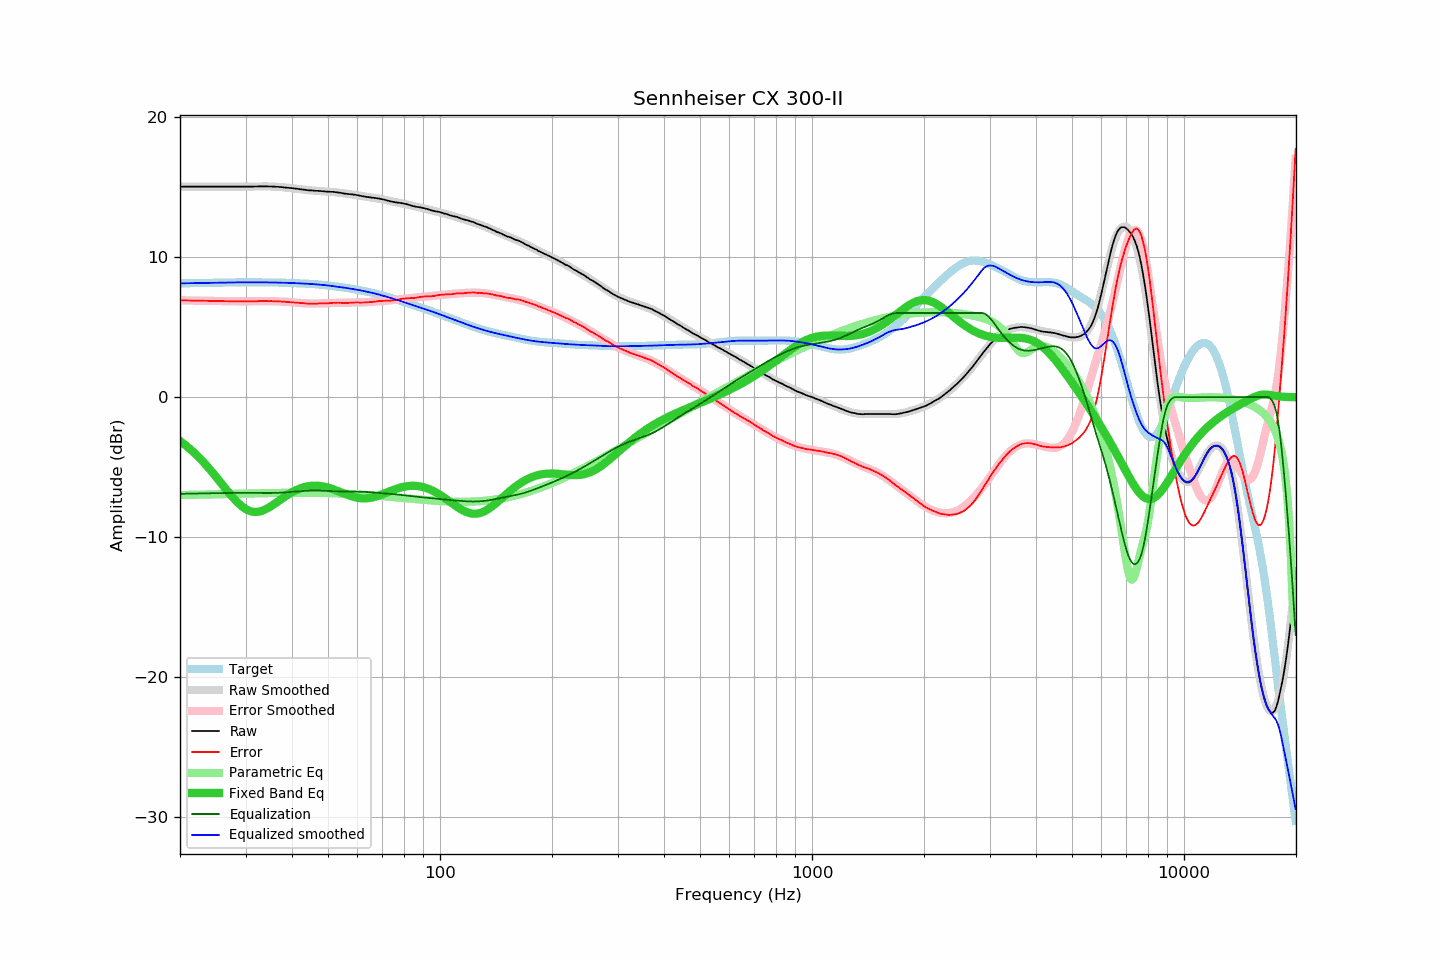 Sennheiser CX 300-II
20
10
0
−10
−20
−30
Amplitude (dBr)
Target
Raw Smoothed
Error Smoothed
Raw
Error
Parametric Eq
Fixed Band Eq
Equalization
Equalized smoothed
100
1000
10000
Frequency (Hz)